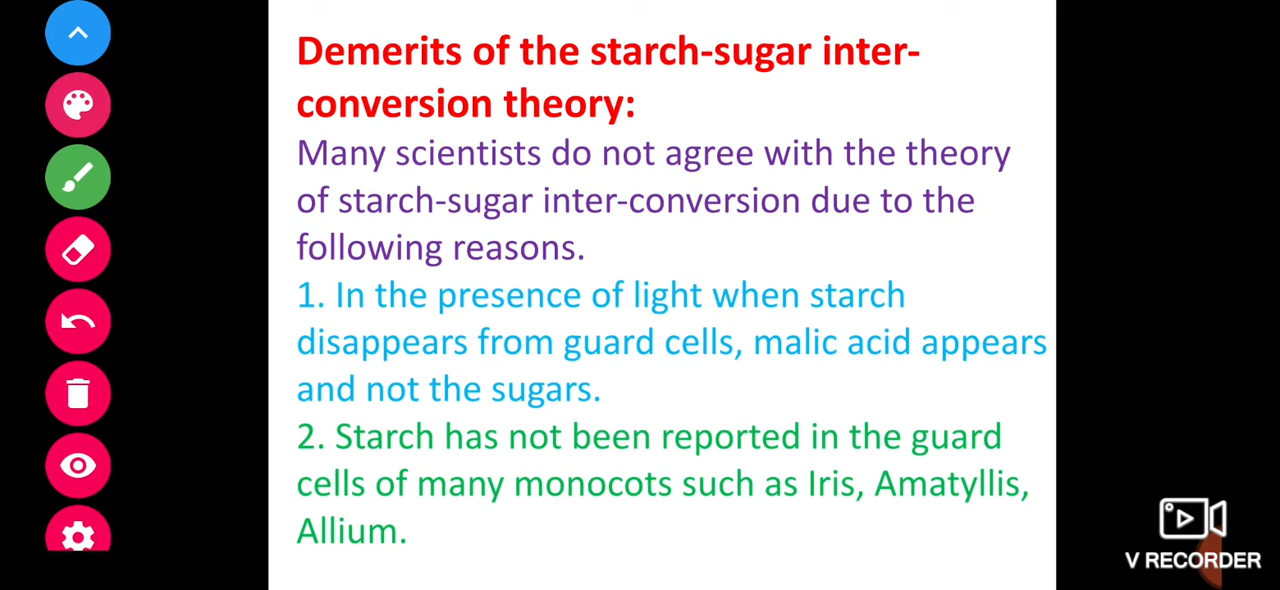 Demerits of the starch-sugar inter-
conversion theory:
Many scientists do not agree with the theory
of starch-sugar inter-conversion due to the
following reasons.
1. In the presence of light when starch
disappears from guard cells, malic acid appears
and not the sugars.
2. Starch has not been reported in the guard
cells of many monocots such as Iris, Amatyllis,
Allium.
V RECORDER